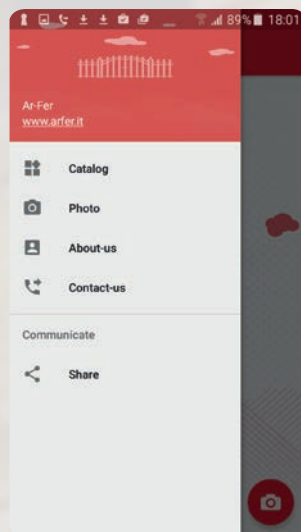 89% 18:01
Ar-Fer
www.arfer.it
Catalog
Photo
About-us
Contact-us
Communicate
Share